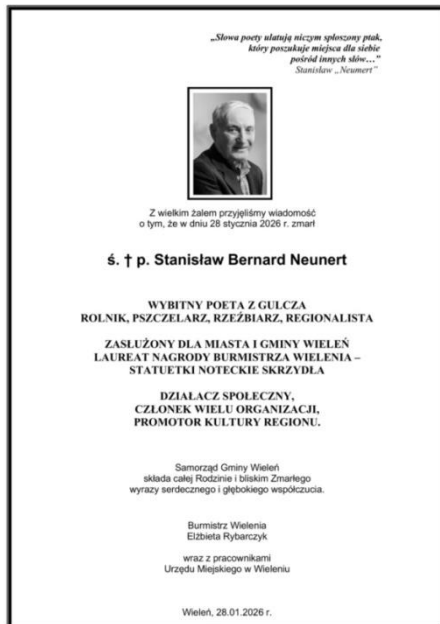 „Słowa poety ulatują niczym spłoszony ptak,
który poszukuje miejsca dla siebie
pośród innych słów…”
Stanisław „Neumert”
Z wielkim żalem przyjęliśmy wiadomość
o tym, że w dniu 28 stycznia 2026 r. zmarł
ś. † p. Stanisław Bernard Neunert
WYBITNY POETA Z GULCZA
ROLNIK, PSZCZELARZ, RZEŹBIARZ, REGIONALISTA
ZASŁUŻONY DLA MIASTA I GMINY WIELEŃ
LAUREAT NAGRODY BURMISTRZA WIELENIA –
STATUETKI NOTECKIE SKRZYDŁA
DZIAŁACZ SPOŁECZNY,
CZŁONEK WIELU ORGANIZACJI,
PROMOTOR KULTURY REGIONU.
Samorząd Gminy Wieleń
składa całej Rodzinie i bliskim Zmarłego
wyrazy serdecznego i głębokiego współczucia.
Burmistrz Wielenia
Elżbieta Rybarczyk
wraz z pracownikami
Urzędu Miejskiego w Wieleniu
Wieleń, 28.01.2026 r.